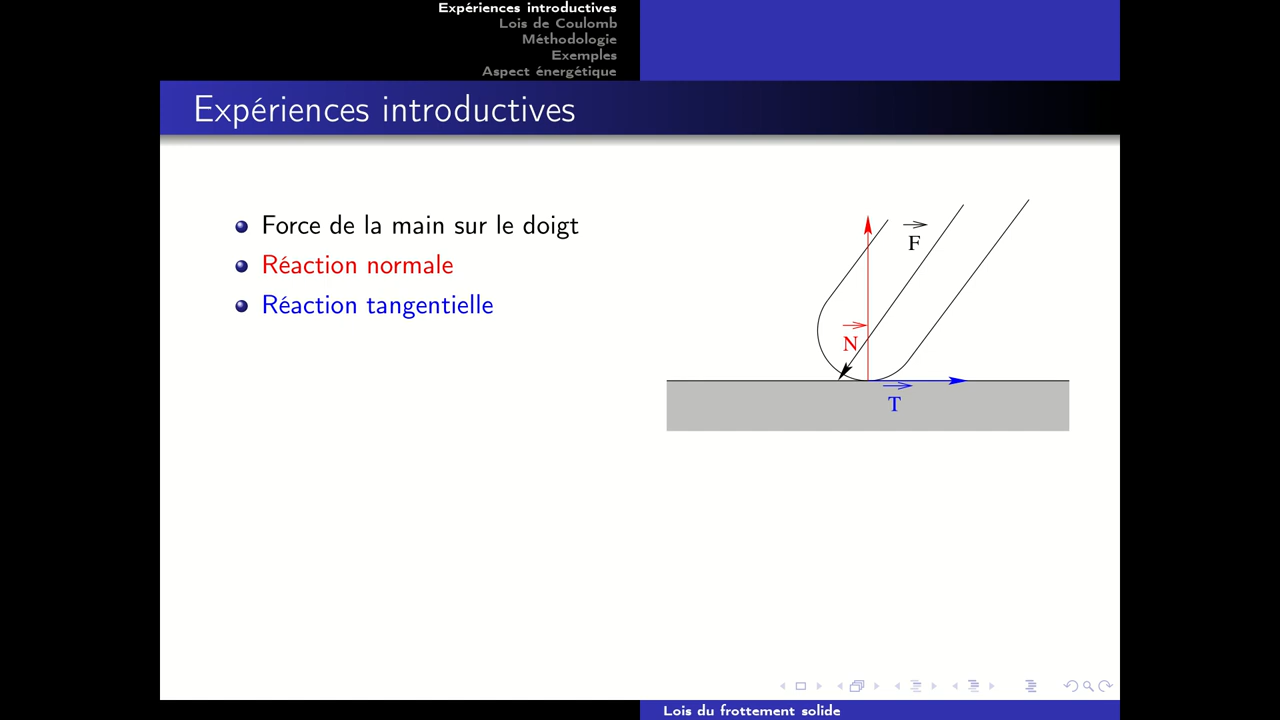 Expériences introductives
Lois de Coulomb
Méthodologie
Exemples
Aspect énergétique
Expériences introductives
Force de la main sur le doigt
Réaction normale
Réaction tangentielle
F
N
T
Lois du frottement solide